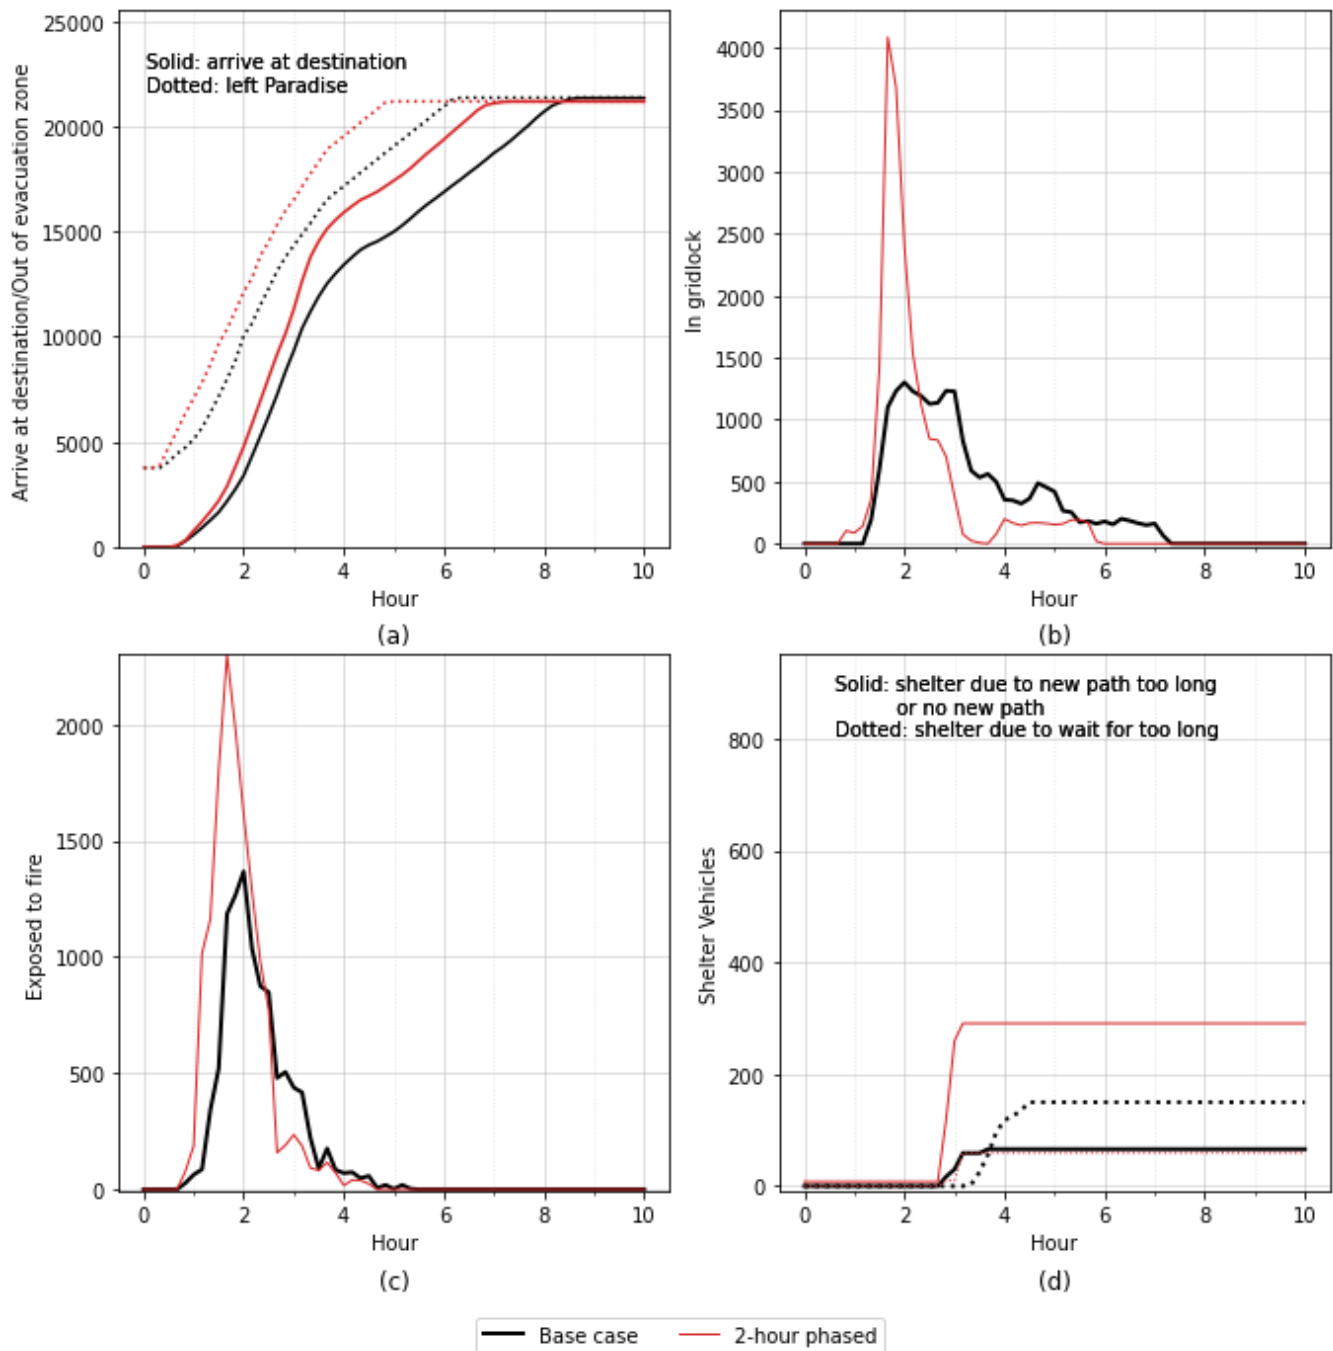 25000
20000
15000
10000
5000
0
Arrive at destination/Out of evacuation zone
Solid: arrive at destination
Dotted: left Paradise
0 2 4 6 8 10
Hour
(a)
4000
3500
3000
2500
2000
1500
1000
500
0
In gridlock
0 2 4 6 8 10
Hour
(b)
2000
1500
1000
500
0
Exposed to fire
0 2 4 6 8 10
Hour
(c)
800
600
400
200
0
Shelter Vehicles
Solid: shelter due to new path too long
or no new path
Dotted: shelter due to wait for too long
0 2 4 6 8 10
Hour
(d)
Base case 2-hour phased